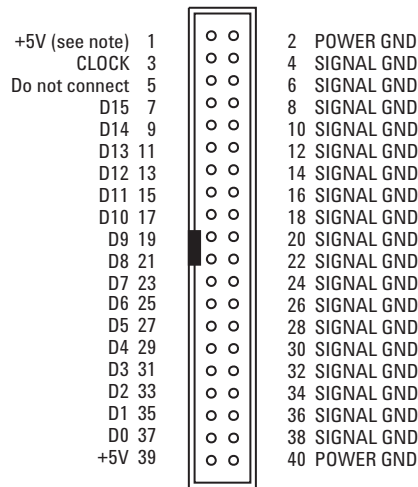 +5V (see note) 1 2 POWER GND
CLOCK 3 4 SIGNAL GND
Do not connect 5 6 SIGNAL GND
D15 7 8 SIGNAL GND
D14 9 10 SIGNAL GND
D13 11 12 SIGNAL GND
D12 13 14 SIGNAL GND
D11 15 16 SIGNAL GND
D10 17 18 SIGNAL GND
D9 19 20 SIGNAL GND
D8 21 22 SIGNAL GND
D7 23 24 SIGNAL GND
D6 25 26 SIGNAL GND
D5 27 28 SIGNAL GND
D4 29 30 SIGNAL GND
D3 31 32 SIGNAL GND
D2 33 34 SIGNAL GND
D1 35 36 SIGNAL GND
D0 37 38 SIGNAL GND
+5V 39 40 POWER GND